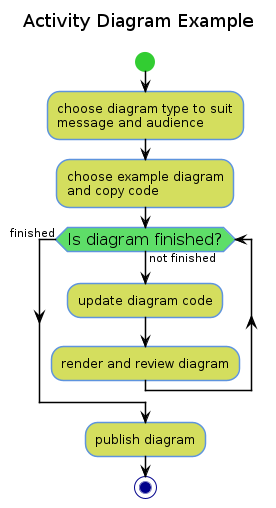 Activity Diagram Example
choose diagram type to suit
message and audience
choose example diagram
and copy code
finished
Is diagram finished?
not finished
update diagram code
render and review diagram
publish diagram